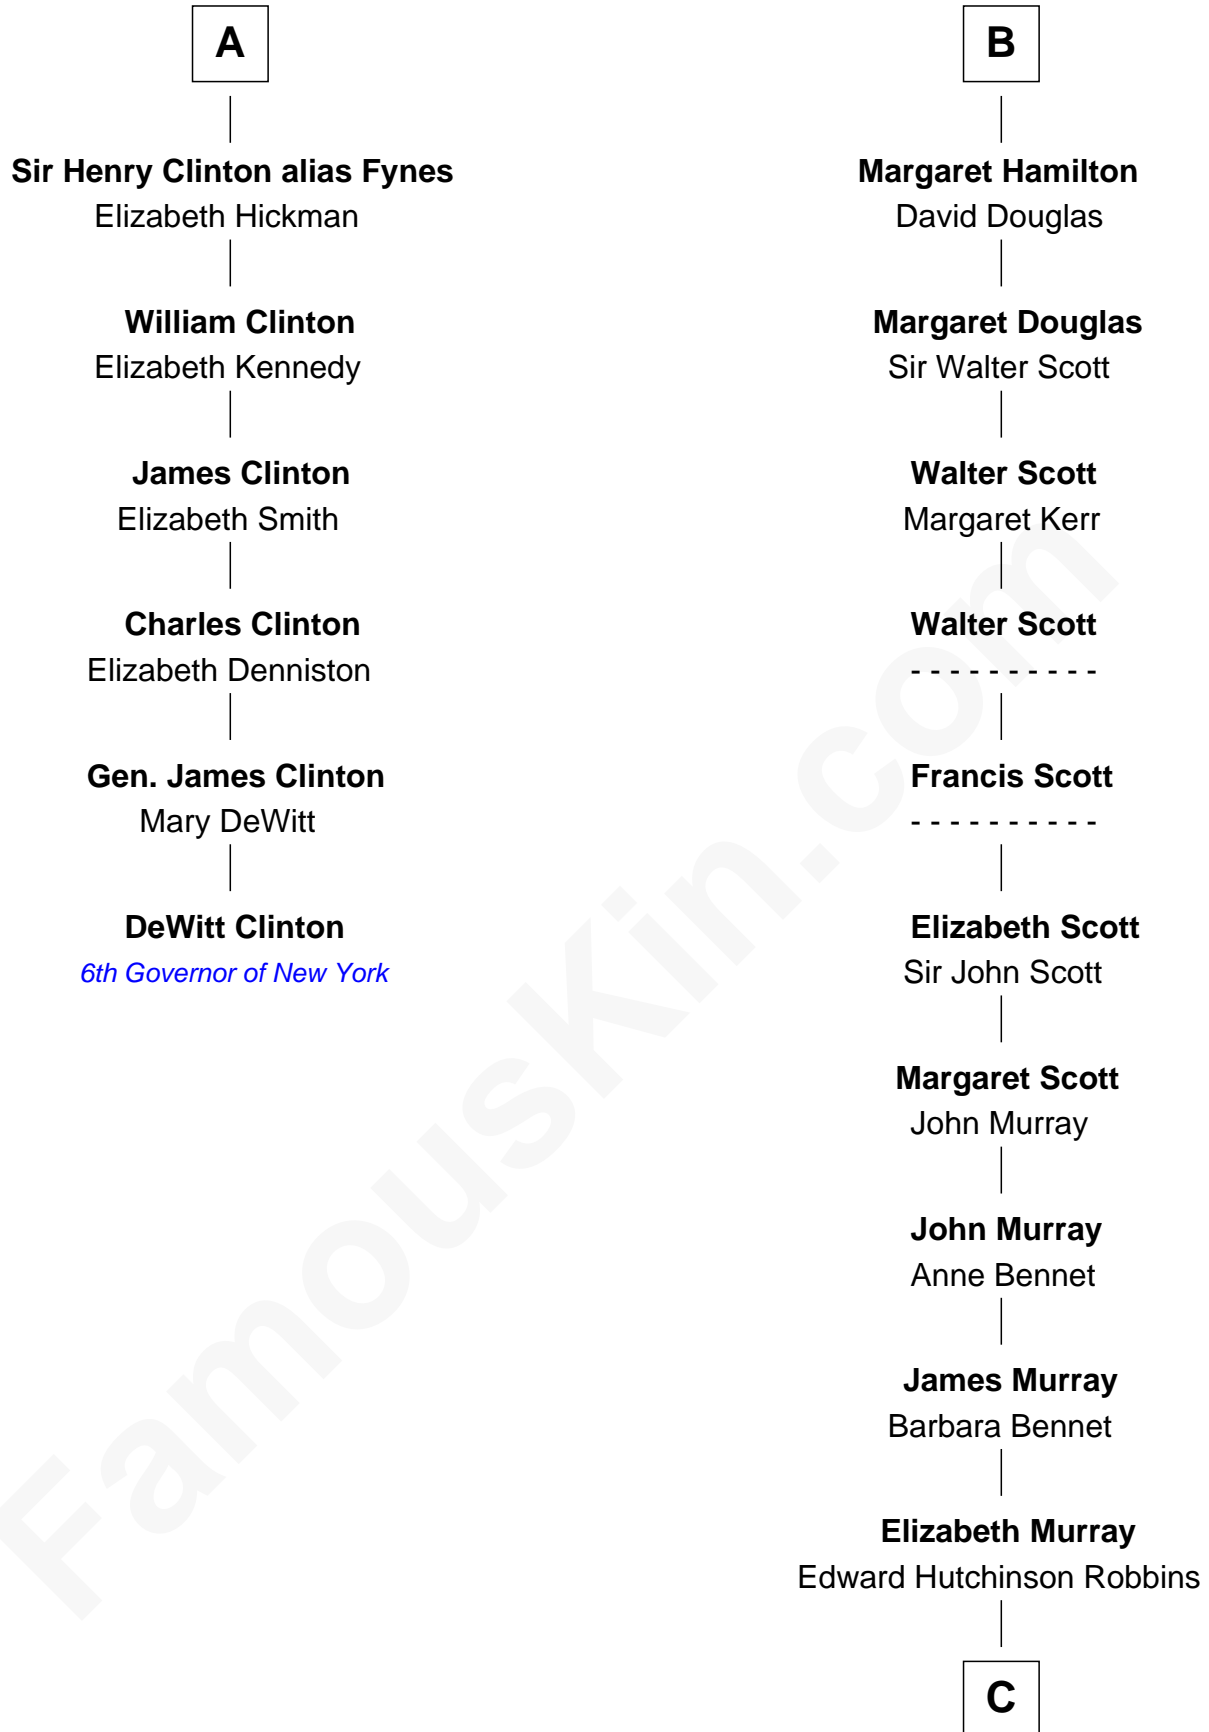 A
Sir Henry Clinton alias Fynes
Elizabeth Hickman
William Clinton
Elizabeth Kennedy
James Clinton
Elizabeth Smith
Charles Clinton
Elizabeth Denniston
Gen. James Clinton
Mary DeWitt
DeWitt Clinton
6th Governor of New York
B
Margaret Hamilton
David Douglas
Margaret Douglas
Sir Walter Scott
Walter Scott
Margaret Kerr
Walter Scott
- - - - - - - - - -
Francis Scott
- - - - - - - - - -
Elizabeth Scott
Sir John Scott
Margaret Scott
John Murray
John Murray
Anne Bennet
James Murray
Barbara Bennet
Elizabeth Murray
Edward Hutchinson Robbins
C
FamousKin.com